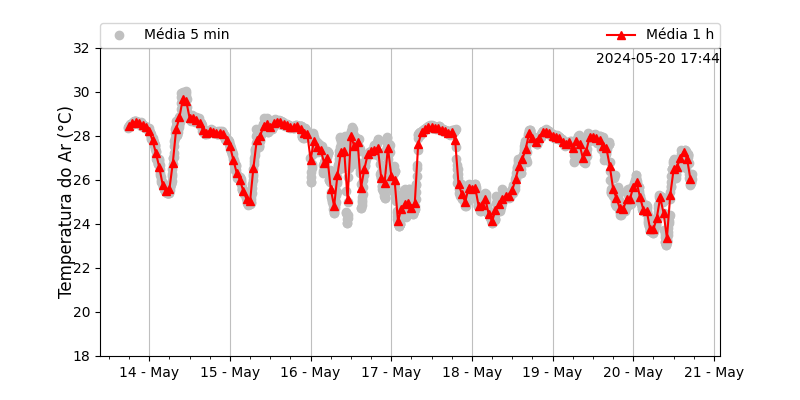 Média 5 min
Média 1 h
2024-05-20 17:44
Temperatura do Ar (°C)
32
30
28
26
24
22
20
18
14 - May
15 - May
16 - May
17 - May
18 - May
19 - May
20 - May
21 - May